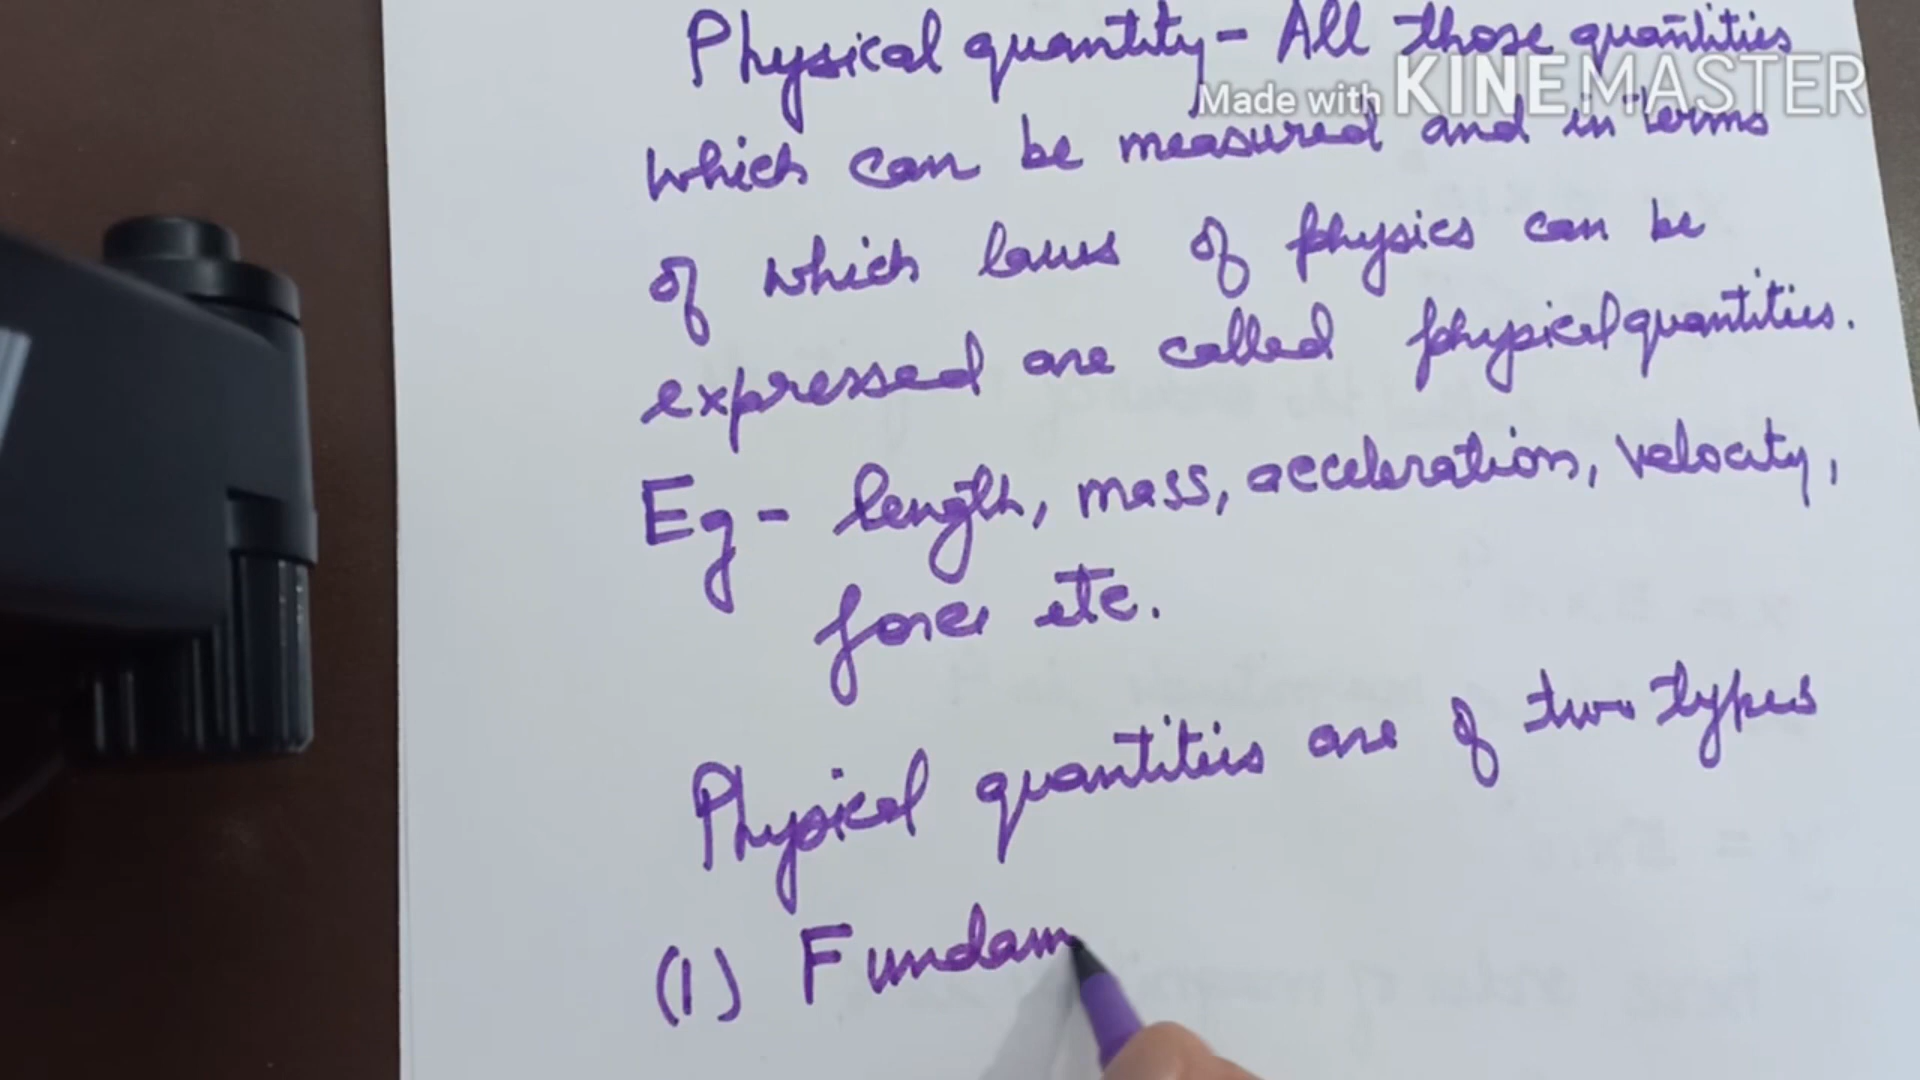 Physical quantity - All those quantities
Made with KINEMASTER
which can be measured and in terms
of which laws of physics can be
expressed are called physical quantities.
Eg - length, mass, acceleration, velocity,
force etc.
Physical quantities are of two types
(1) Fundam